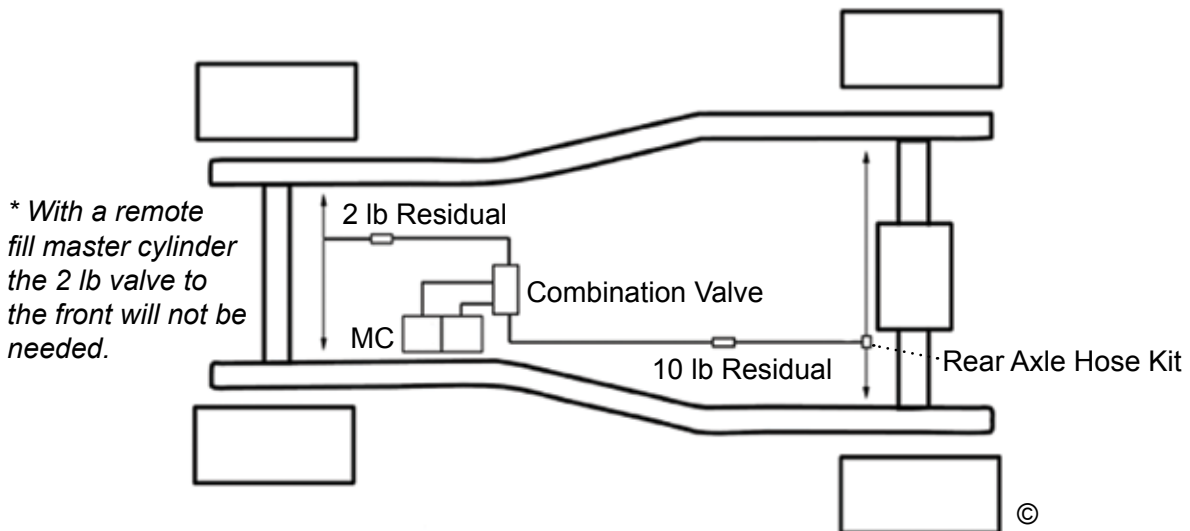 * With a remote
fill master cylinder
the 2 lb valve to
the front will not be
needed.
2 lb Residual
Combination Valve
MC
10 lb Residual
Rear Axle Hose Kit
©